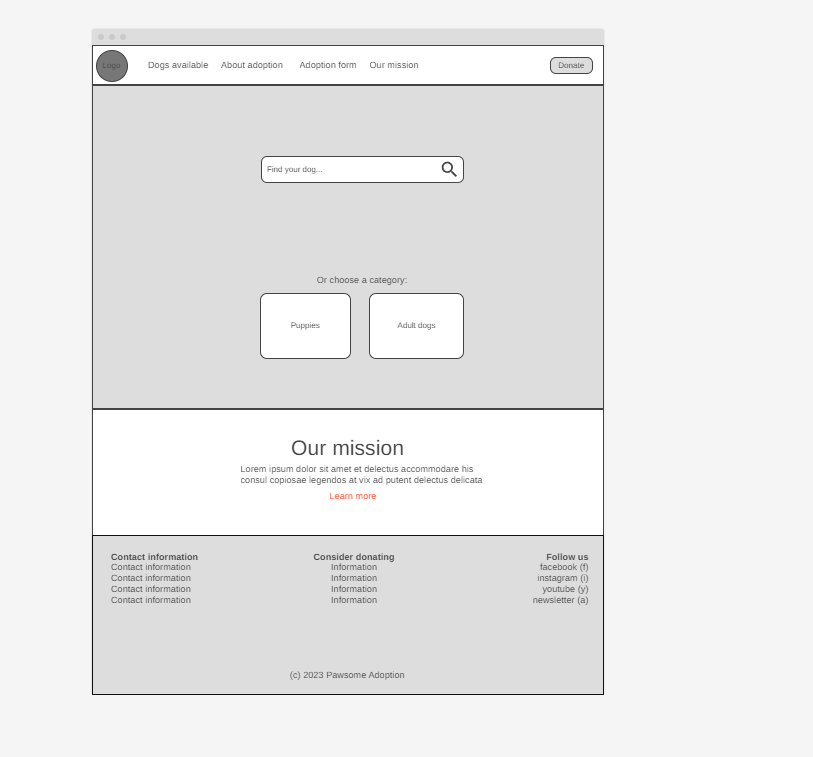 Logo
Dogs available
About adoption
Adoption form
Our mission
Donate
Find your dog...
Or choose a category:
Puppies
Adult dogs
Our mission
Lorem ipsum dolor sit amet et delectus accommodare his
consul copiosae legendos at vix ad putent delectus delicata
Learn more
Contact information
Contact information
Contact information
Contact information
Contact information
Consider donating
Information
Information
Information
Information
Follow us
facebook (f)
instagram (i)
youtube (y)
newsletter (a)
(c) 2023 Pawsome Adoption